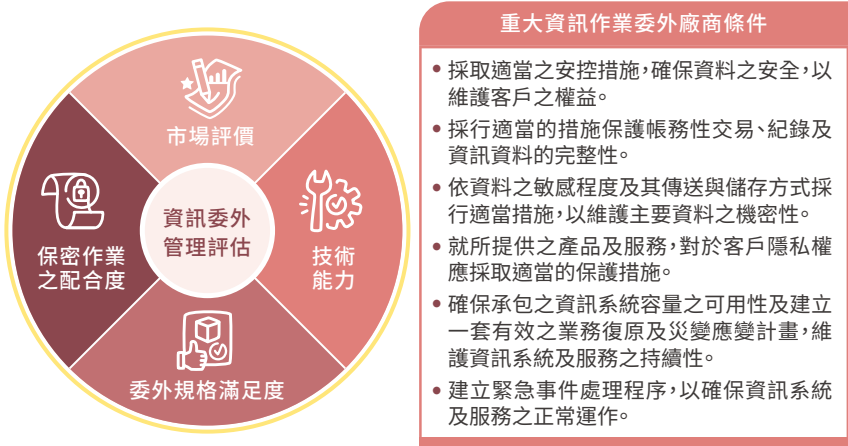 市場評價
保密作業
之配合度
資訊委外
管理評估
技術
能力
委外規格滿足度
重大資訊作業委外廠商條件
• 採取適當之安控措施，確保資料之安全，以
維護客戶之權益。
• 採行適當的措施保護帳務性交易、紀錄及
資訊資料的完整性。
• 依資料之敏感程度及其傳送與儲存方式採
行適當措施，以維護主要資料之機密性。
• 就所提供之產品及服務，對於客戶隱私權
應採取適當的保護措施。
• 確保承包之資訊系統容量之可用性及建立
一套有效之業務復原及災變應變計畫，維
護資訊系統及服務之持續性。
• 建立緊急事件處理程序，以確保資訊系統
及服務之正常運作。